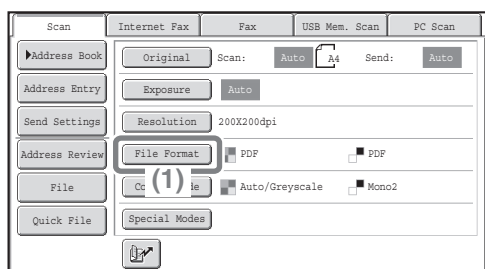 Scan Internet Fax Fax USB Mem. Scan PC Scan
Address Book Original Scan: Auto A4 Send: Auto
Address Entry Exposure Auto
Send Settings Resolution 200X200dpi
Address Review File Format PDF PDF
File (1) Auto/Greyscale Mono2
Quick File Special Modes